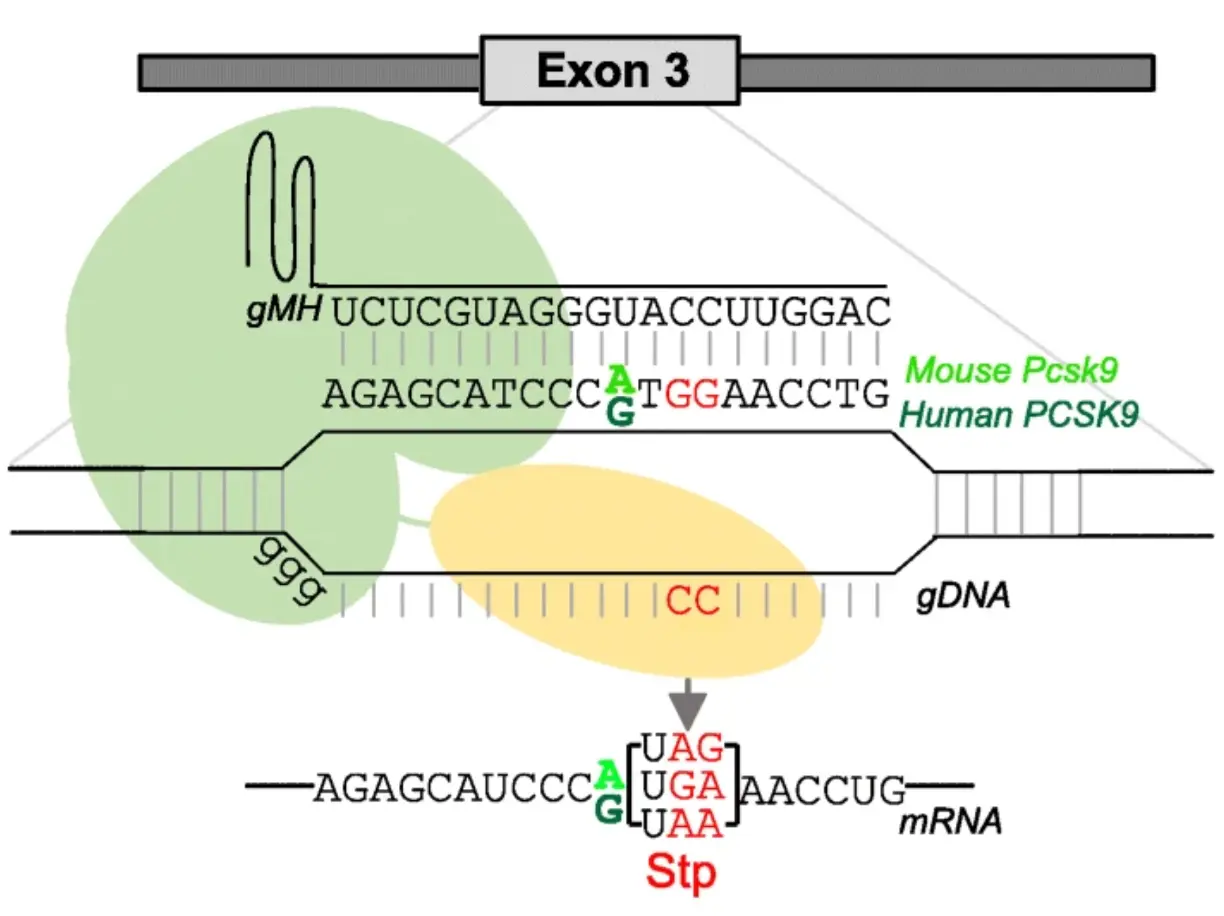 Exon 3
gMH UCUCGUAGGGUACCUUGGAC
AGAGCATCCC A TGGAACCTG Mouse Pcsk9
G Human PCSK9
ggg
CC gDNA
UAG
AGAGCAUCCC A UGA AACCUG
G UAA mRNA
Stp